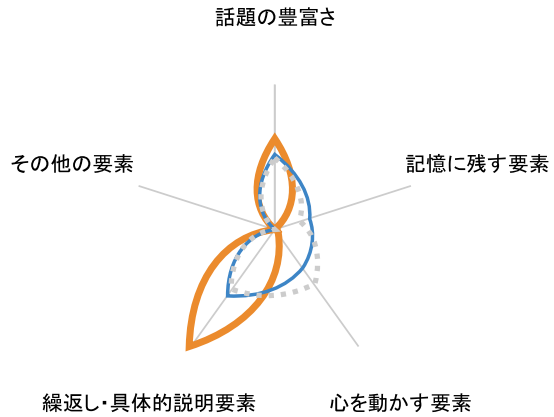 話題の豊富さ
その他の要素
記憶に残す要素
繰返し・具体的説明要素
心を動かす要素